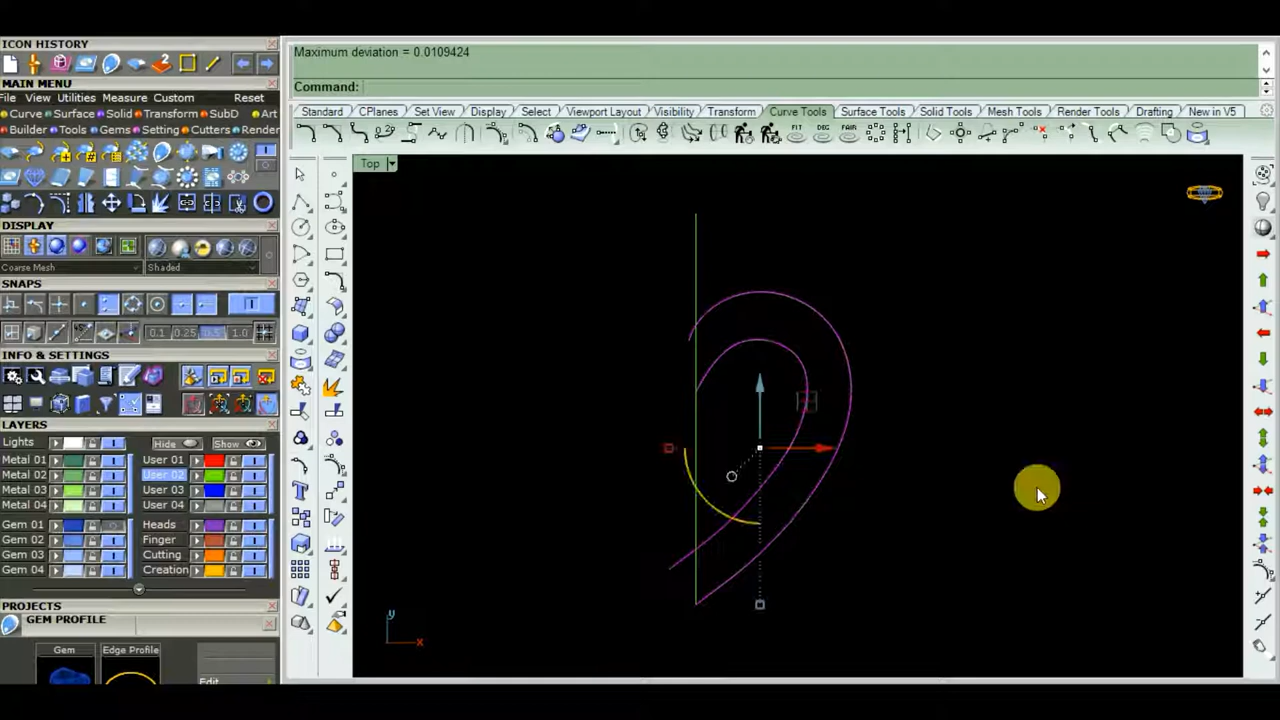 ICON HISTORY
MAIN MENU
File View Utilities Measure Custom Reset
Curve Surface Solid Transform SubD Art
Builder Tools Gems Setting Cutters Render
DISPLAY
Coarse Mesh Shaded
SNAPS
0.1 0.25 0.5 1.0
INFO & SETTINGS
LAYERS
Lights Hide Show
Metal 01 User 01
Metal 02 User 02
Metal 03 User 03
Metal 04 User 04
Gem 01 Heads
Gem 02 Finger
Gem 03 Cutting
Gem 04 Creation
PROJECTS
GEM PROFILE
Gem Edge Profile
Edit
Maximum deviation = 0.0109424
Command:
Standard CPlanes Set View Display Select Viewport Layout Visibility Transform Curve Tools Surface Tools Solid Tools Mesh Tools Render Tools Drafting New in V5
FIT DEG FAIR
Top
y
x